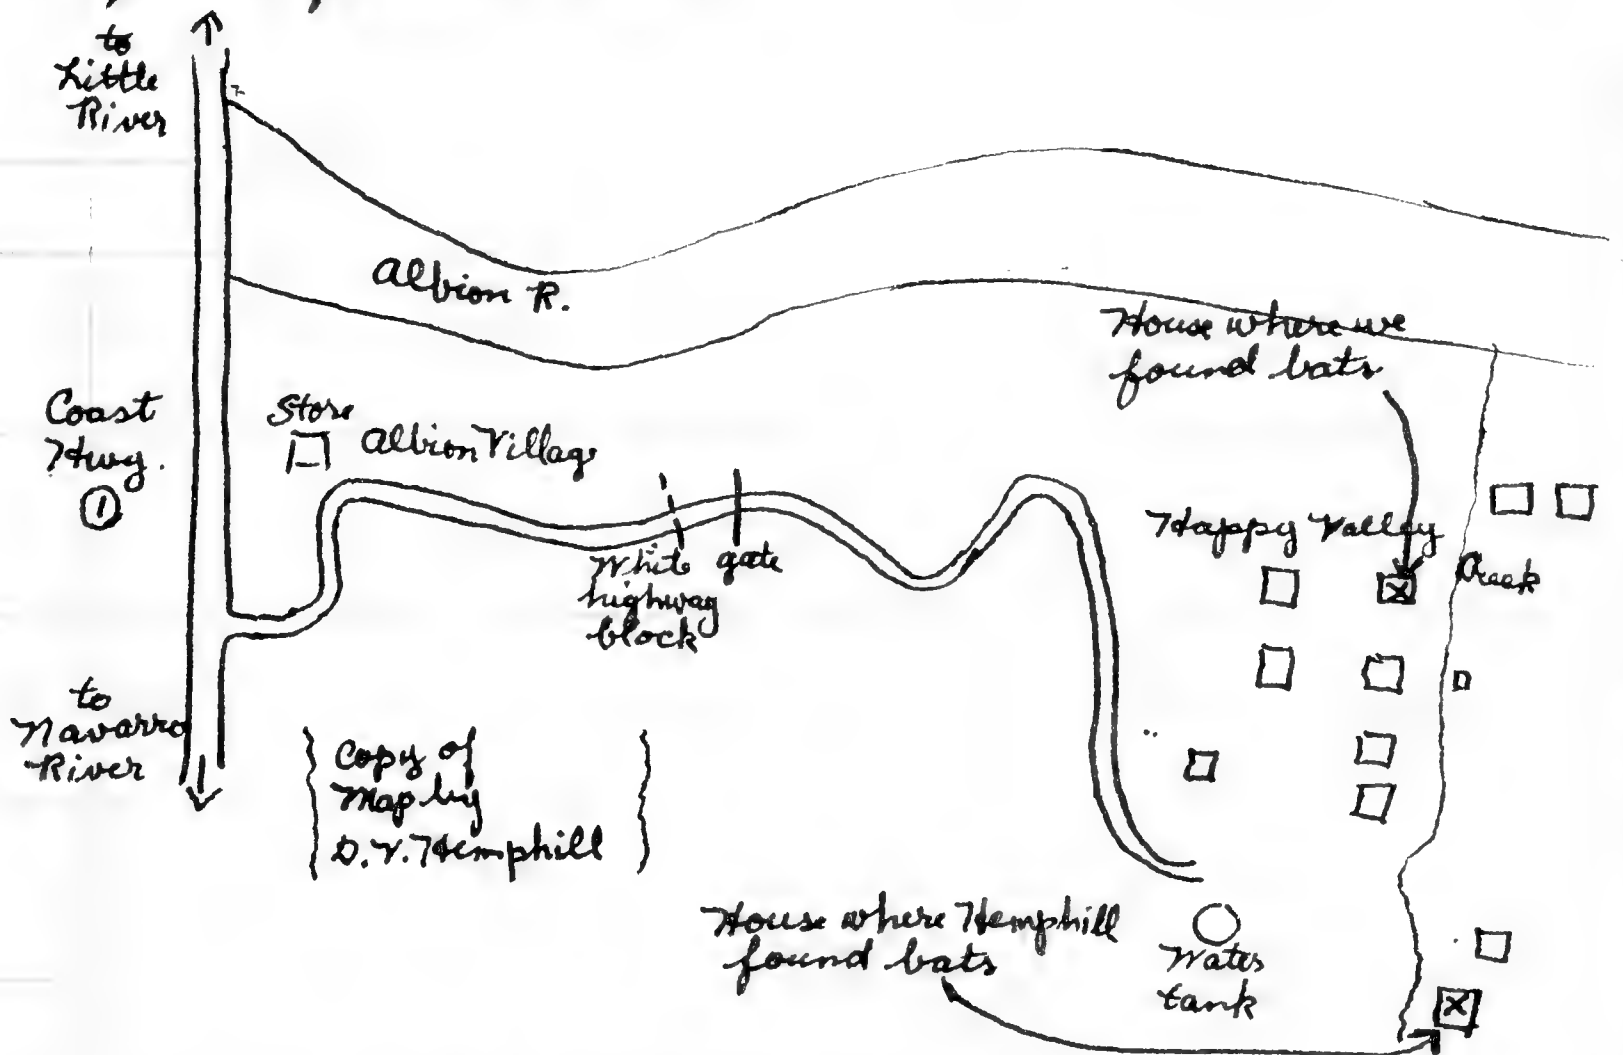 to
Little
River
Albion R.
House where we
found bats
Coast
Hwy.
1
Store
Albion Village
Happy Valley
Creek
White
highway
block
gate
to
Navarro
River
Copy of
Map by
D.V. Hemphill
House where Hemphill
found bats
Water
tank